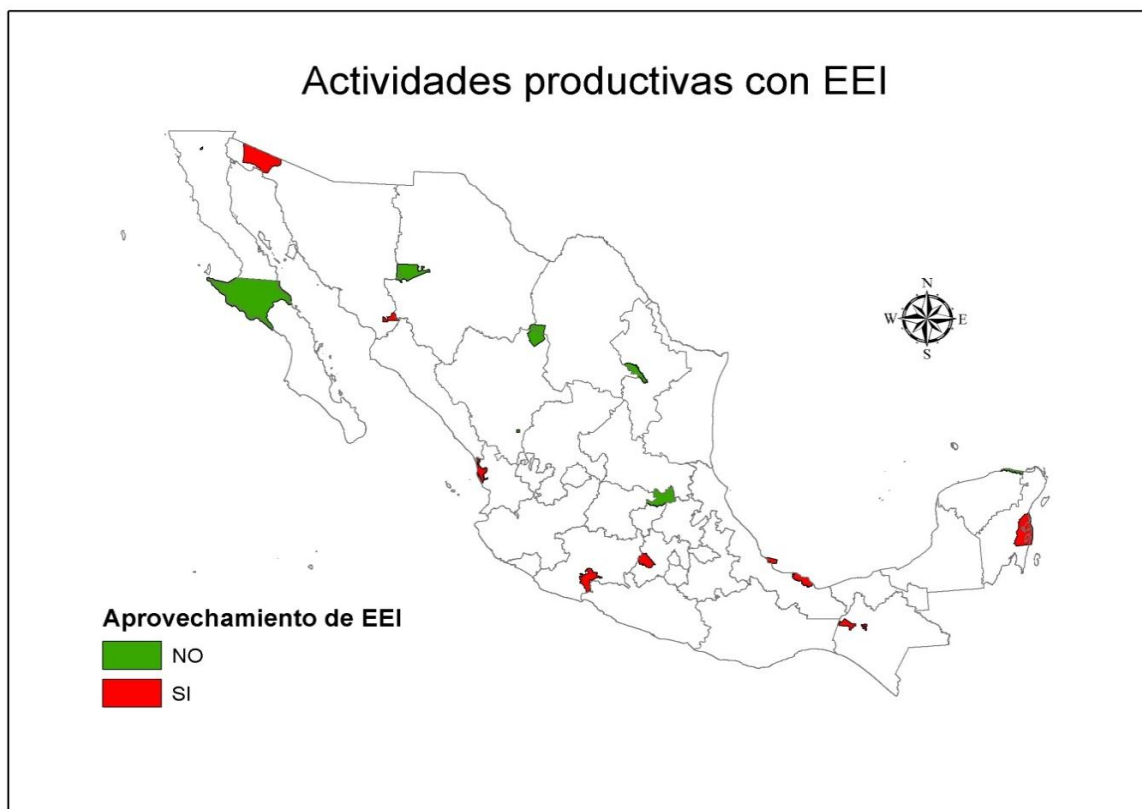 Actividades productivas con EEI
N
W E
S
Aprovechamiento de EEI
NO
SI